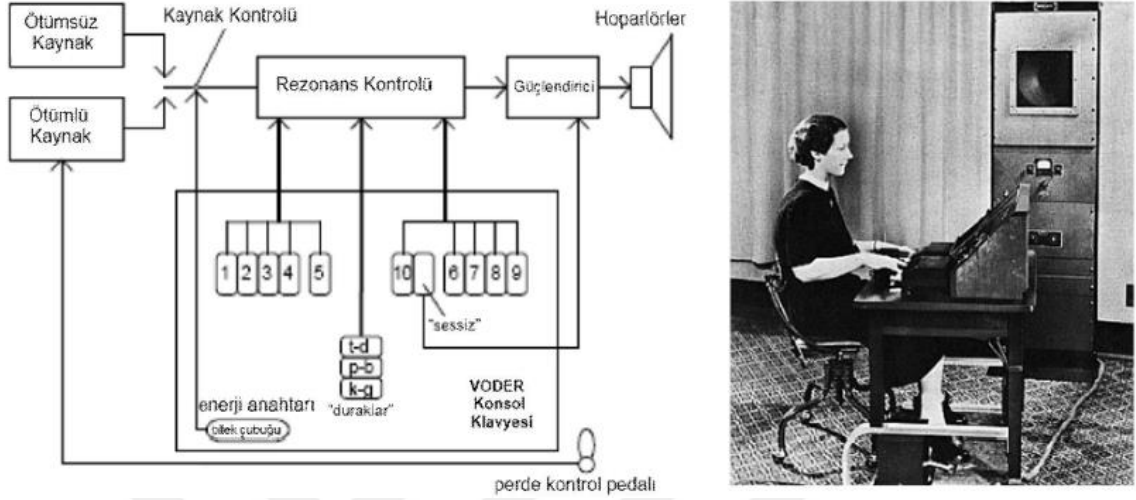 Ötümsüz
Kaynak
Kaynak Kontrolü
Hoparlörler
Rezonans Kontrolü
Güçlendirici
Ötümlü
Kaynak
1
2
3
4
5
10
6
7
8
9
"sessiz"
t-d
p-b
k-g
"duraklar"
VODER
Konsol
Klavyesi
enerji anahtarı
bilek çubuğu
perde kontrol pedalı